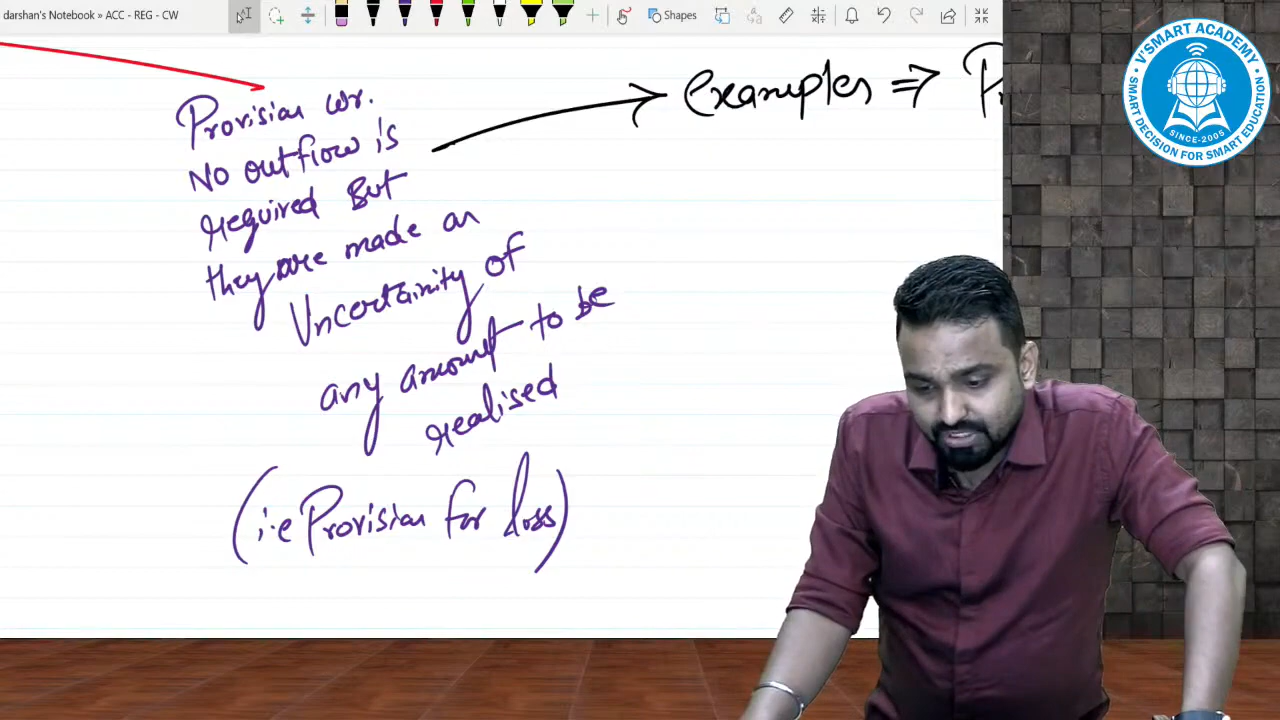 darshan's Notebook » ACC - REG - CW
Shapes
Provision wr.
No outflow is
required But
they are made an
Uncertainity of
any amount to be
realised
(i.e Provision for loss)
examples ⇒
V'SMART ACADEMY
SINCE-2005
SMART DECISION FOR SMART EDUCATION